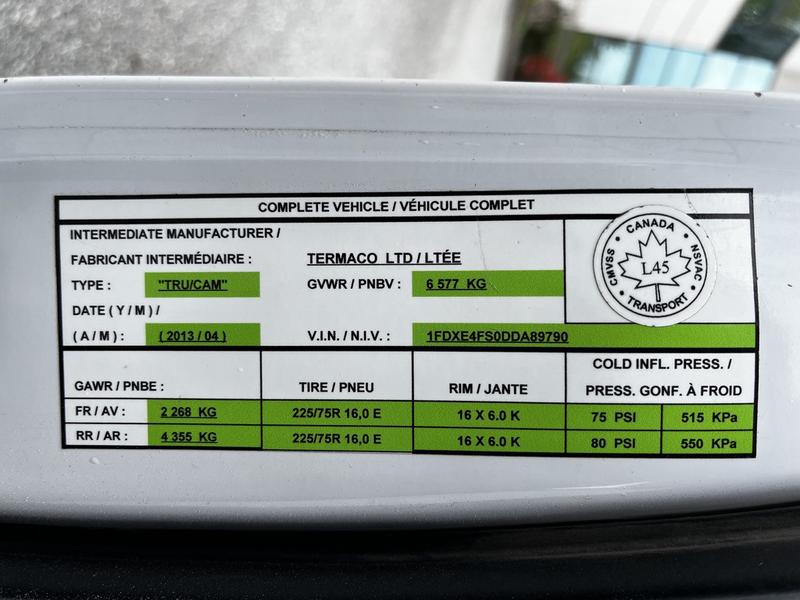 COMPLETE VEHICLE / VÉHICULE COMPLET
INTERMEDIATE MANUFACTURER /
FABRICANT INTERMÉDIAIRE : TERMACO LTD / LTÉE
TYPE : "TRU/CAM" GVWR / PNBV : 6 577 KG
DATE ( Y / M ) /
( A / M ) : ( 2013 / 04 ) V.I.N. / N.I.V. : 1FDXE4FS0DDA89790
CANADA
CMVSS L45 NSVAC
TRANSPORT
GAWR / PNBE : TIRE / PNEU RIM / JANTE COLD INFL. PRESS. /
PRESS. GONF. À FROID
FR / AV : 2 268 KG 225/75R 16,0 E 16 X 6.0 K 75 PSI 515 KPa
RR / AR : 4 355 KG 225/75R 16,0 E 16 X 6.0 K 80 PSI 550 KPa